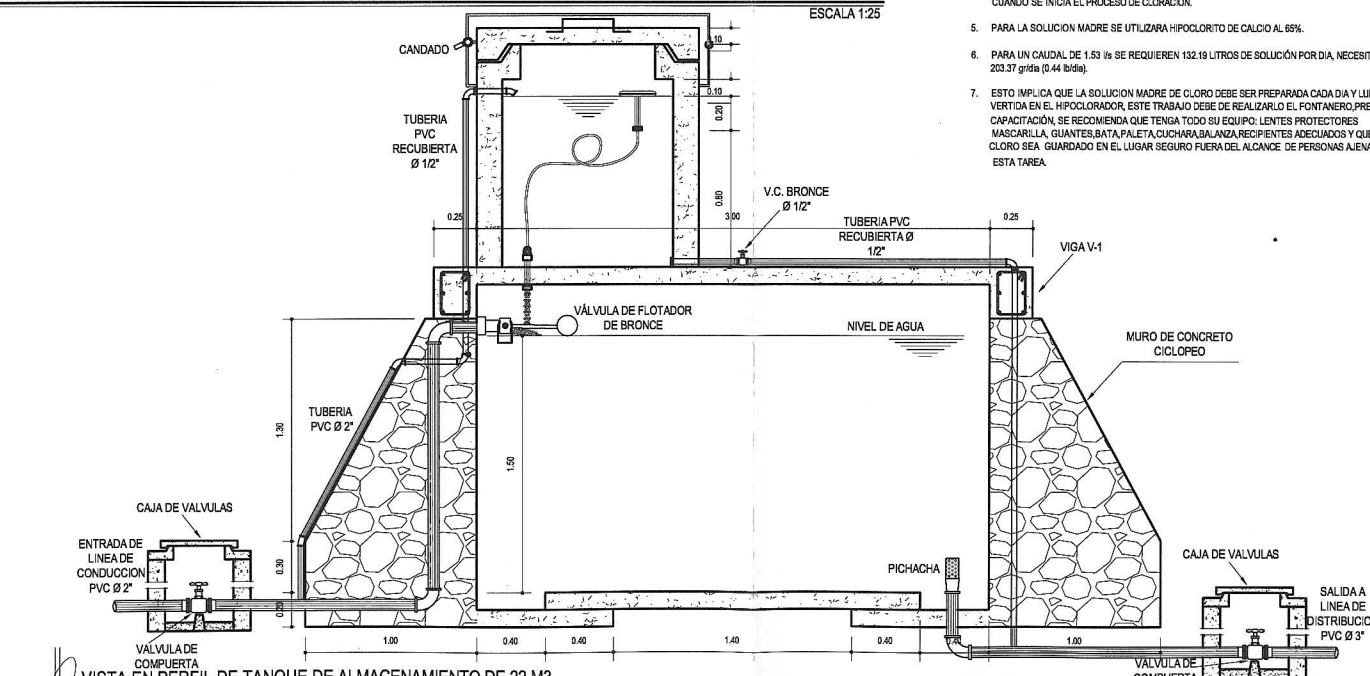 ESCALA 1:25
CUANDO SE INICIA EL PROCESO DE CLORACIÓN.
5. PARA LA SOLUCION MADRE SE UTILIZARA HIPOCLORITO DE CALCIO AL 65%.
6. PARA UN CAUDAL DE 1.53 l/s SE REQUIEREN 132.19 LITROS DE SOLUCIÓN POR DIA, NECESIT
203.37 gr/dia (0.44 lb/dia).
7. ESTO IMPLICA QUE LA SOLUCION MADRE DE CLORO DEBE SER PREPARADA CADA DIA Y LUE
VERTIDA EN EL HIPOCLORADOR, ESTE TRABAJO DEBE DE REALIZARLO EL FONTANERO,PRE
CAPACITACIÓN, SE RECOMIENDA QUE TENGA TODO SU EQUIPO: LENTES PROTECTORES
MASCARILLA, GUANTES,BATA,PALETA,CUCHARA,BALANZA,RECIPIENTES ADECUADOS Y QUE
CLORO SEA GUARDADO EN EL LUGAR SEGURO FUERA DEL ALCANCE DE PERSONAS AJENA
ESTA TAREA.
CANDADO
.10
0.10
0.20
TUBERIA
PVC
RECUBIERTA
Ø 1/2"
0.80
V.C. BRONCE
Ø 1/2"
0.25
3.00
TUBERIA PVC
RECUBIERTA Ø
1/2"
0.25
VIGA V-1
VÁLVULA DE FLOTADOR
DE BRONCE
NIVEL DE AGUA
MURO DE CONCRETO
CICLOPEO
TUBERIA
PVC Ø 2"
1.30
1.50
CAJA DE VALVULAS
ENTRADA DE
LINEA DE
CONDUCCION
PVC Ø 2"
0.30
0.20
PICHACHA
CAJA DE VALVULAS
SALIDA A
LINEA DE
DISTRIBUCIO
PVC Ø 3"
1.00
0.40
0.40
1.40
0.40
1.00
VALVULA DE
COMPUERTA
VALVULA DE
COMPUERTA
VISTA EN PERFIL DE TANQUE DE ALMACENAMIENTO DE 22 M3